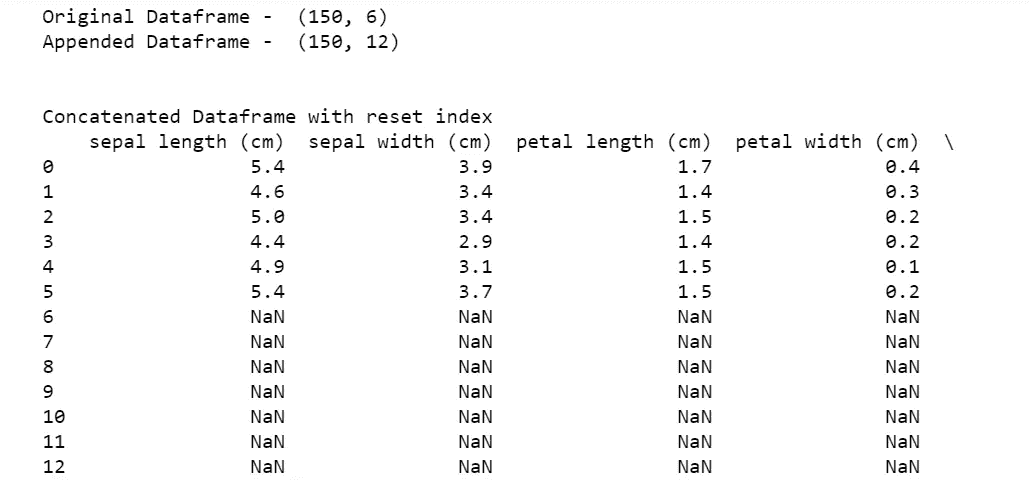 Original Dataframe -  (150, 6)
Appended Dataframe -  (150, 12)
Concatenated Dataframe with reset index
    sepal length (cm)  sepal width (cm)  petal length (cm)  petal width (cm)  \
0                 5.4               3.9                1.7               0.4
1                 4.6               3.4                1.4               0.3
2                 5.0               3.4                1.5               0.2
3                 4.4               2.9                1.4               0.2
4                 4.9               3.1                1.5               0.1
5                 5.4               3.7                1.5               0.2
6                 NaN               NaN                NaN               NaN
7                 NaN               NaN                NaN               NaN
8                 NaN               NaN                NaN               NaN
9                 NaN               NaN                NaN               NaN
10                NaN               NaN                NaN               NaN
11                NaN               NaN                NaN               NaN
12                NaN               NaN                NaN               NaN